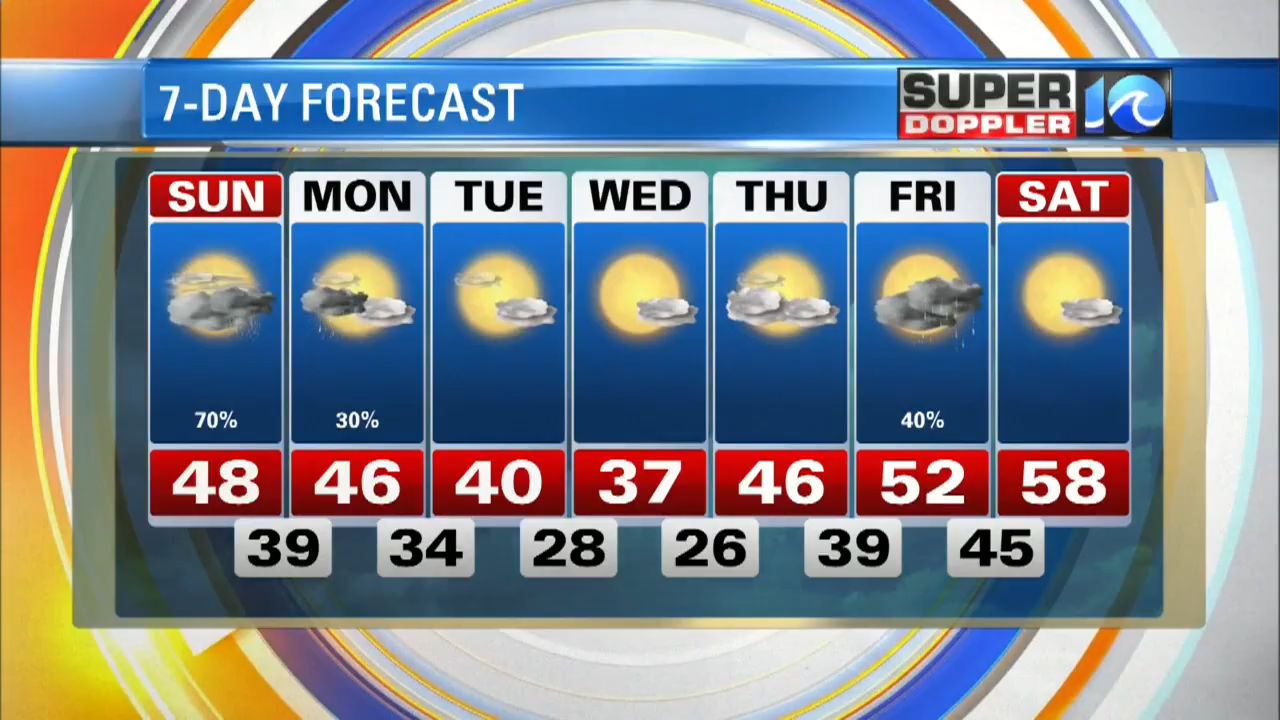 7-DAY FORECAST
SUPER
DOPPLER
10
SUN MON TUE WED THU FRI SAT
70% 30% 40%
48 46 40 37 46 52 58
39 34 28 26 39 45